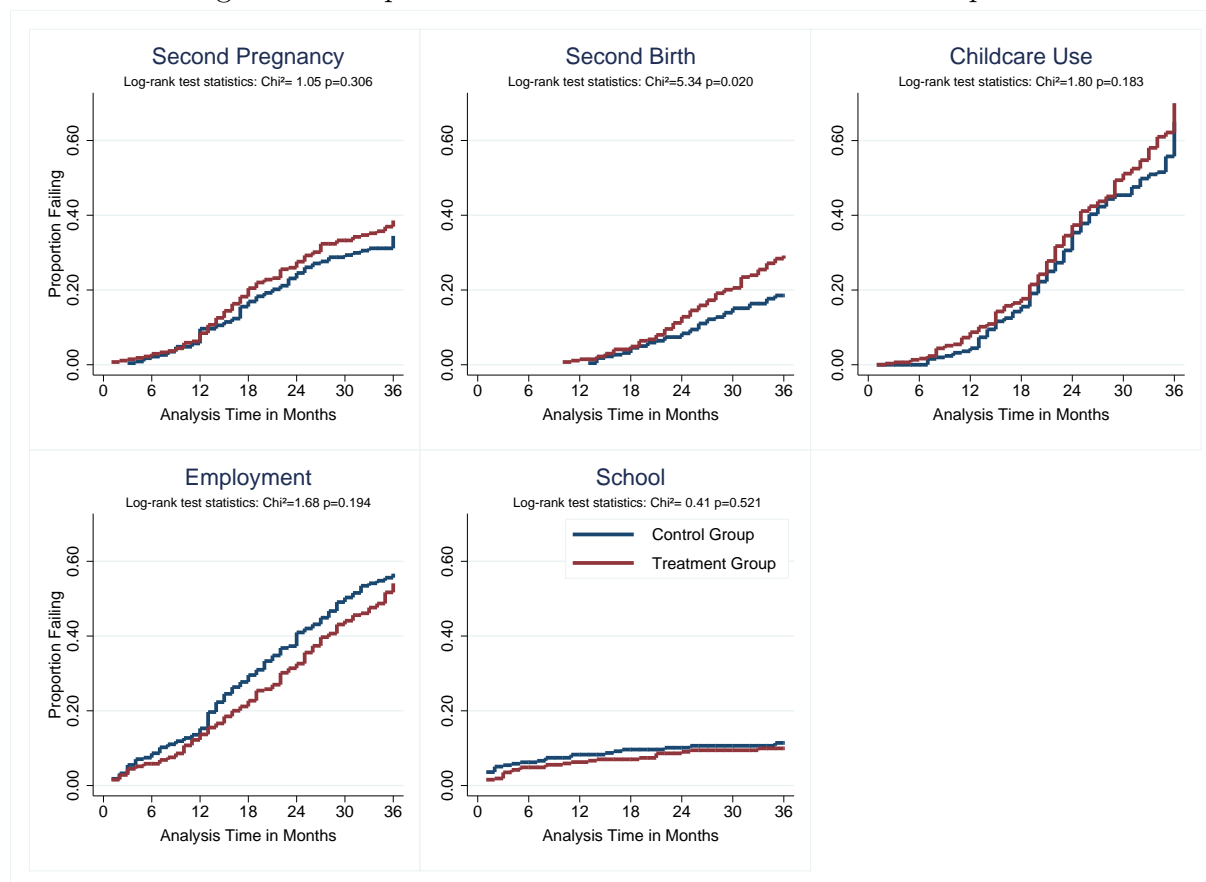 Second Pregnancy
Log-rank test statistics: Chi²= 1.05 p=0.306
Proportion Failing
0.00 0.20 0.40 0.60
0 6 12 18 24 30 36
Analysis Time in Months
Second Birth
Log-rank test statistics: Chi²=5.34 p=0.020
0.00 0.20 0.40 0.60
0 6 12 18 24 30 36
Analysis Time in Months
Childcare Use
Log-rank test statistics: Chi²=1.80 p=0.183
0.00 0.20 0.40 0.60
0 6 12 18 24 30 36
Analysis Time in Months
Employment
Log-rank test statistics: Chi²=1.68 p=0.194
Proportion Failing
0.00 0.20 0.40 0.60
0 6 12 18 24 30 36
Analysis Time in Months
School
Log-rank test statistics: Chi²= 0.41 p=0.521
Control Group
Treatment Group
0.00 0.20 0.40 0.60
0 6 12 18 24 30 36
Analysis Time in Months